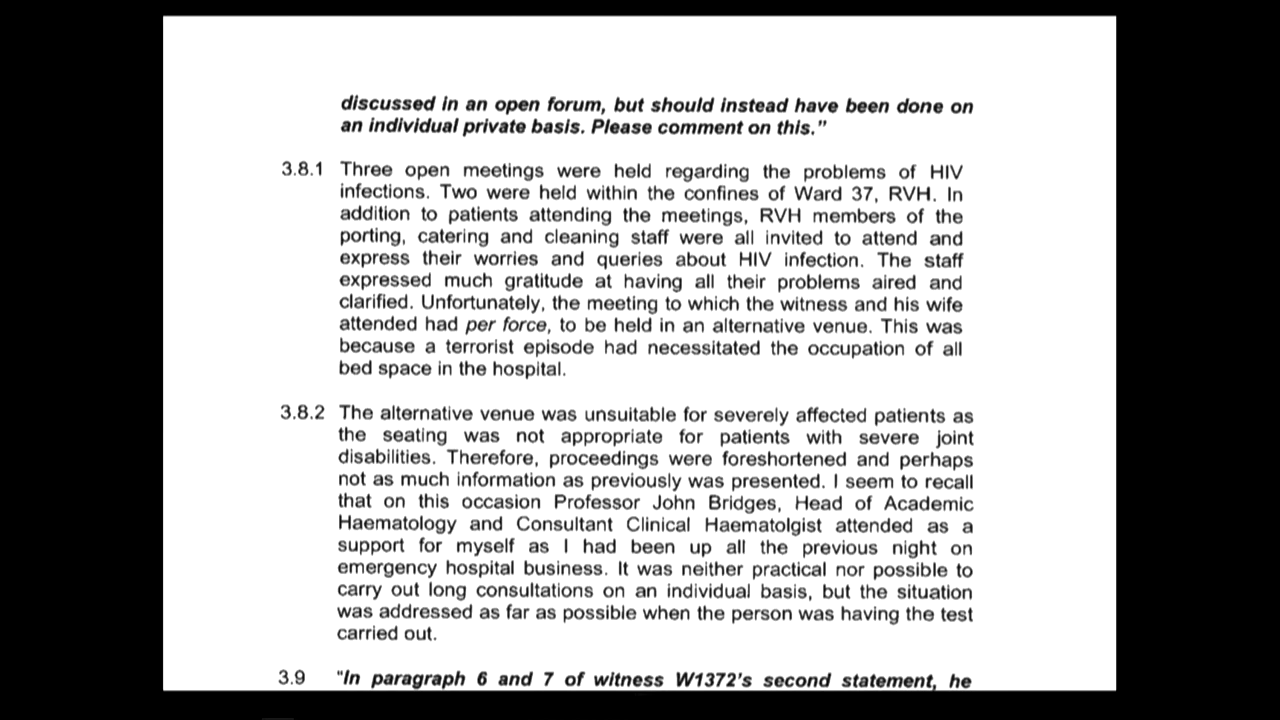 discussed in an open forum, but should instead have been done on
an individual private basis. Please comment on this."
3.8.1 Three open meetings were held regarding the problems of HIV
infections. Two were held within the confines of Ward 37, RVH. In
addition to patients attending the meetings, RVH members of the
porting, catering and cleaning staff were all invited to attend and
express their worries and queries about HIV infection. The staff
expressed much gratitude at having all their problems aired and
clarified. Unfortunately, the meeting to which the witness and his wife
attended had per force, to be held in an alternative venue. This was
because a terrorist episode had necessitated the occupation of all
bed space in the hospital.
3.8.2 The alternative venue was unsuitable for severely affected patients as
the seating was not appropriate for patients with severe joint
disabilities. Therefore, proceedings were foreshortened and perhaps
not as much information as previously was presented. I seem to recall
that on this occasion Professor John Bridges, Head of Academic
Haematology and Consultant Clinical Haematolgist attended as a
support for myself as I had been up all the previous night on
emergency hospital business. It was neither practical nor possible to
carry out long consultations on an individual basis, but the situation
was addressed as far as possible when the person was having the test
carried out.
3.9 "In paragraph 6 and 7 of witness W1372's second statement, he